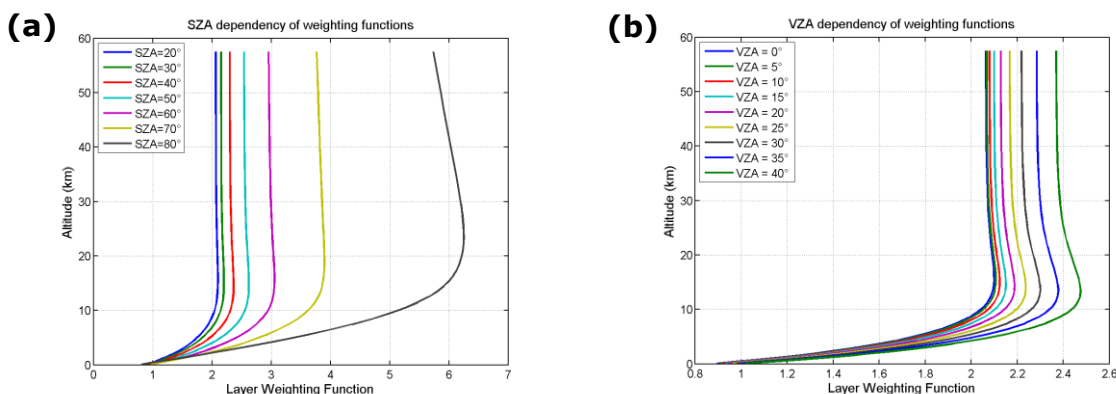 (a)
SZA dependency of weighting functions
60
50
40
30
20
10
0
Altitude (km)
SZA=20°
SZA=30°
SZA=40°
SZA=50°
SZA=60°
SZA=70°
SZA=80°
0 1 2 3 4 5 6 7
Layer Weighting Function
(b)
VZA dependency of weighting functions
60
50
40
30
20
10
0
Altitude (km)
VZA = 0°
VZA = 5°
VZA = 10°
VZA = 15°
VZA = 20°
VZA = 25°
VZA = 30°
VZA = 35°
VZA = 40°
0.8 1 1.2 1.4 1.6 1.8 2 2.2 2.4 2.6
Layer Weighting Function